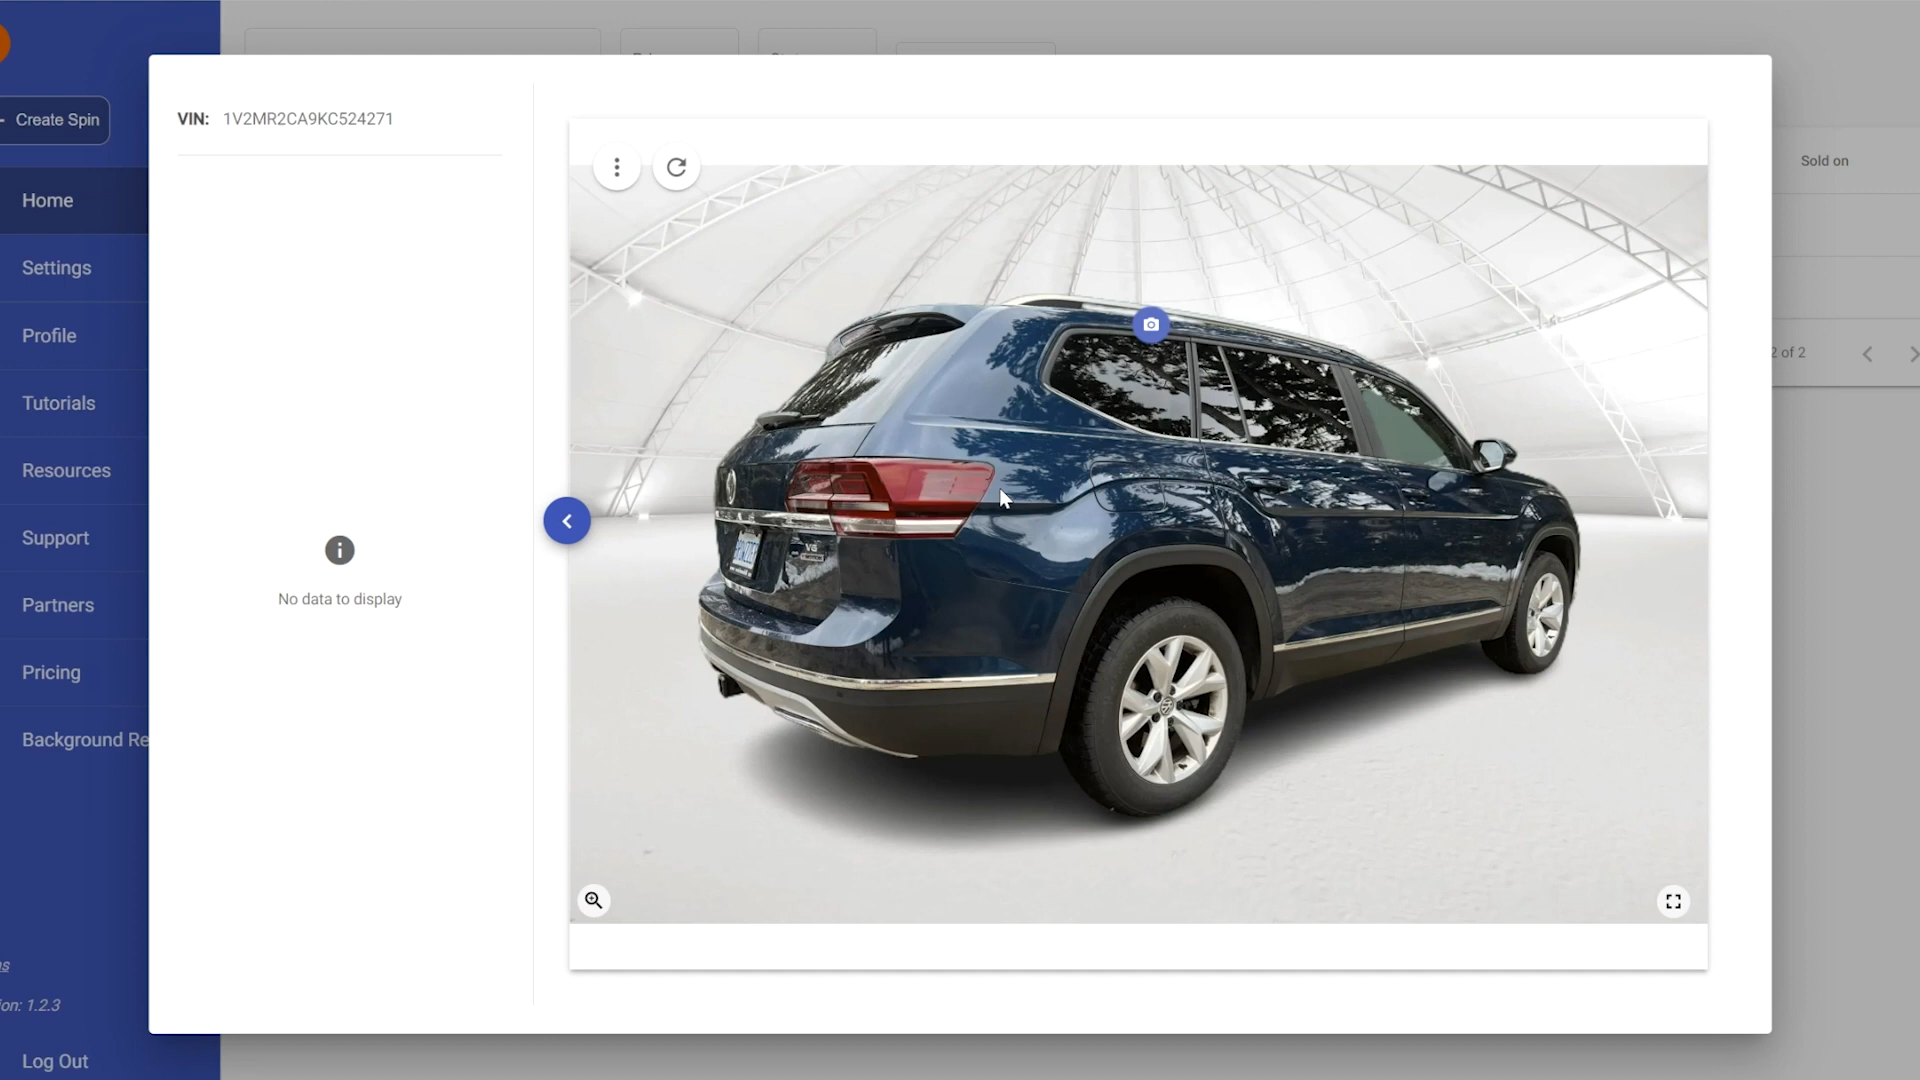 Create Spin
Home
Settings
Profile
Tutorials
Resources
Support
Partners
Pricing
Background Re
ion: 1.2.3
Log Out
VIN: 1V2MR2CA9KC524271
No data to display
V6
Sold on
2 of 2